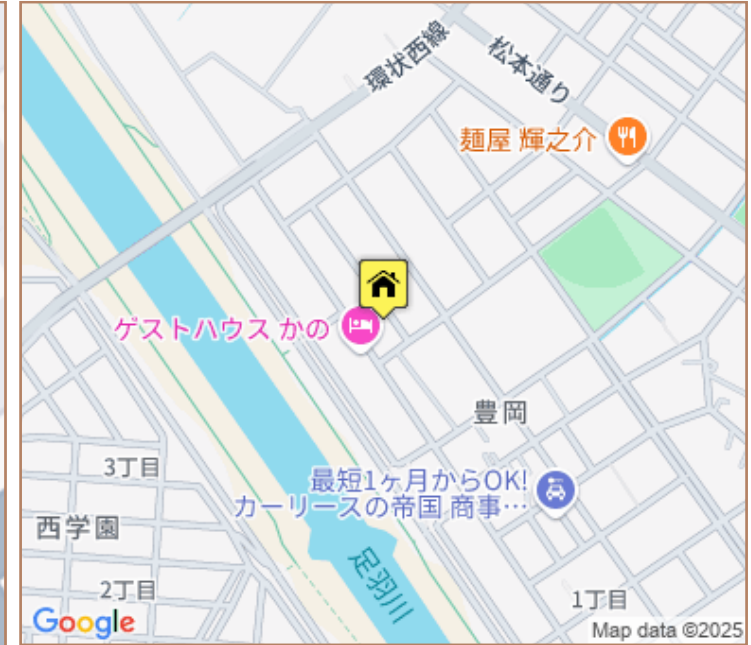 環状西線
松本通り
麺屋 輝之介
ゲストハウス かの
豊岡
3丁目
最短1ヶ月からOK!
カーリースの帝国 商事…
西学園
足羽川
2丁目
1丁目
Google
Map data ©2025